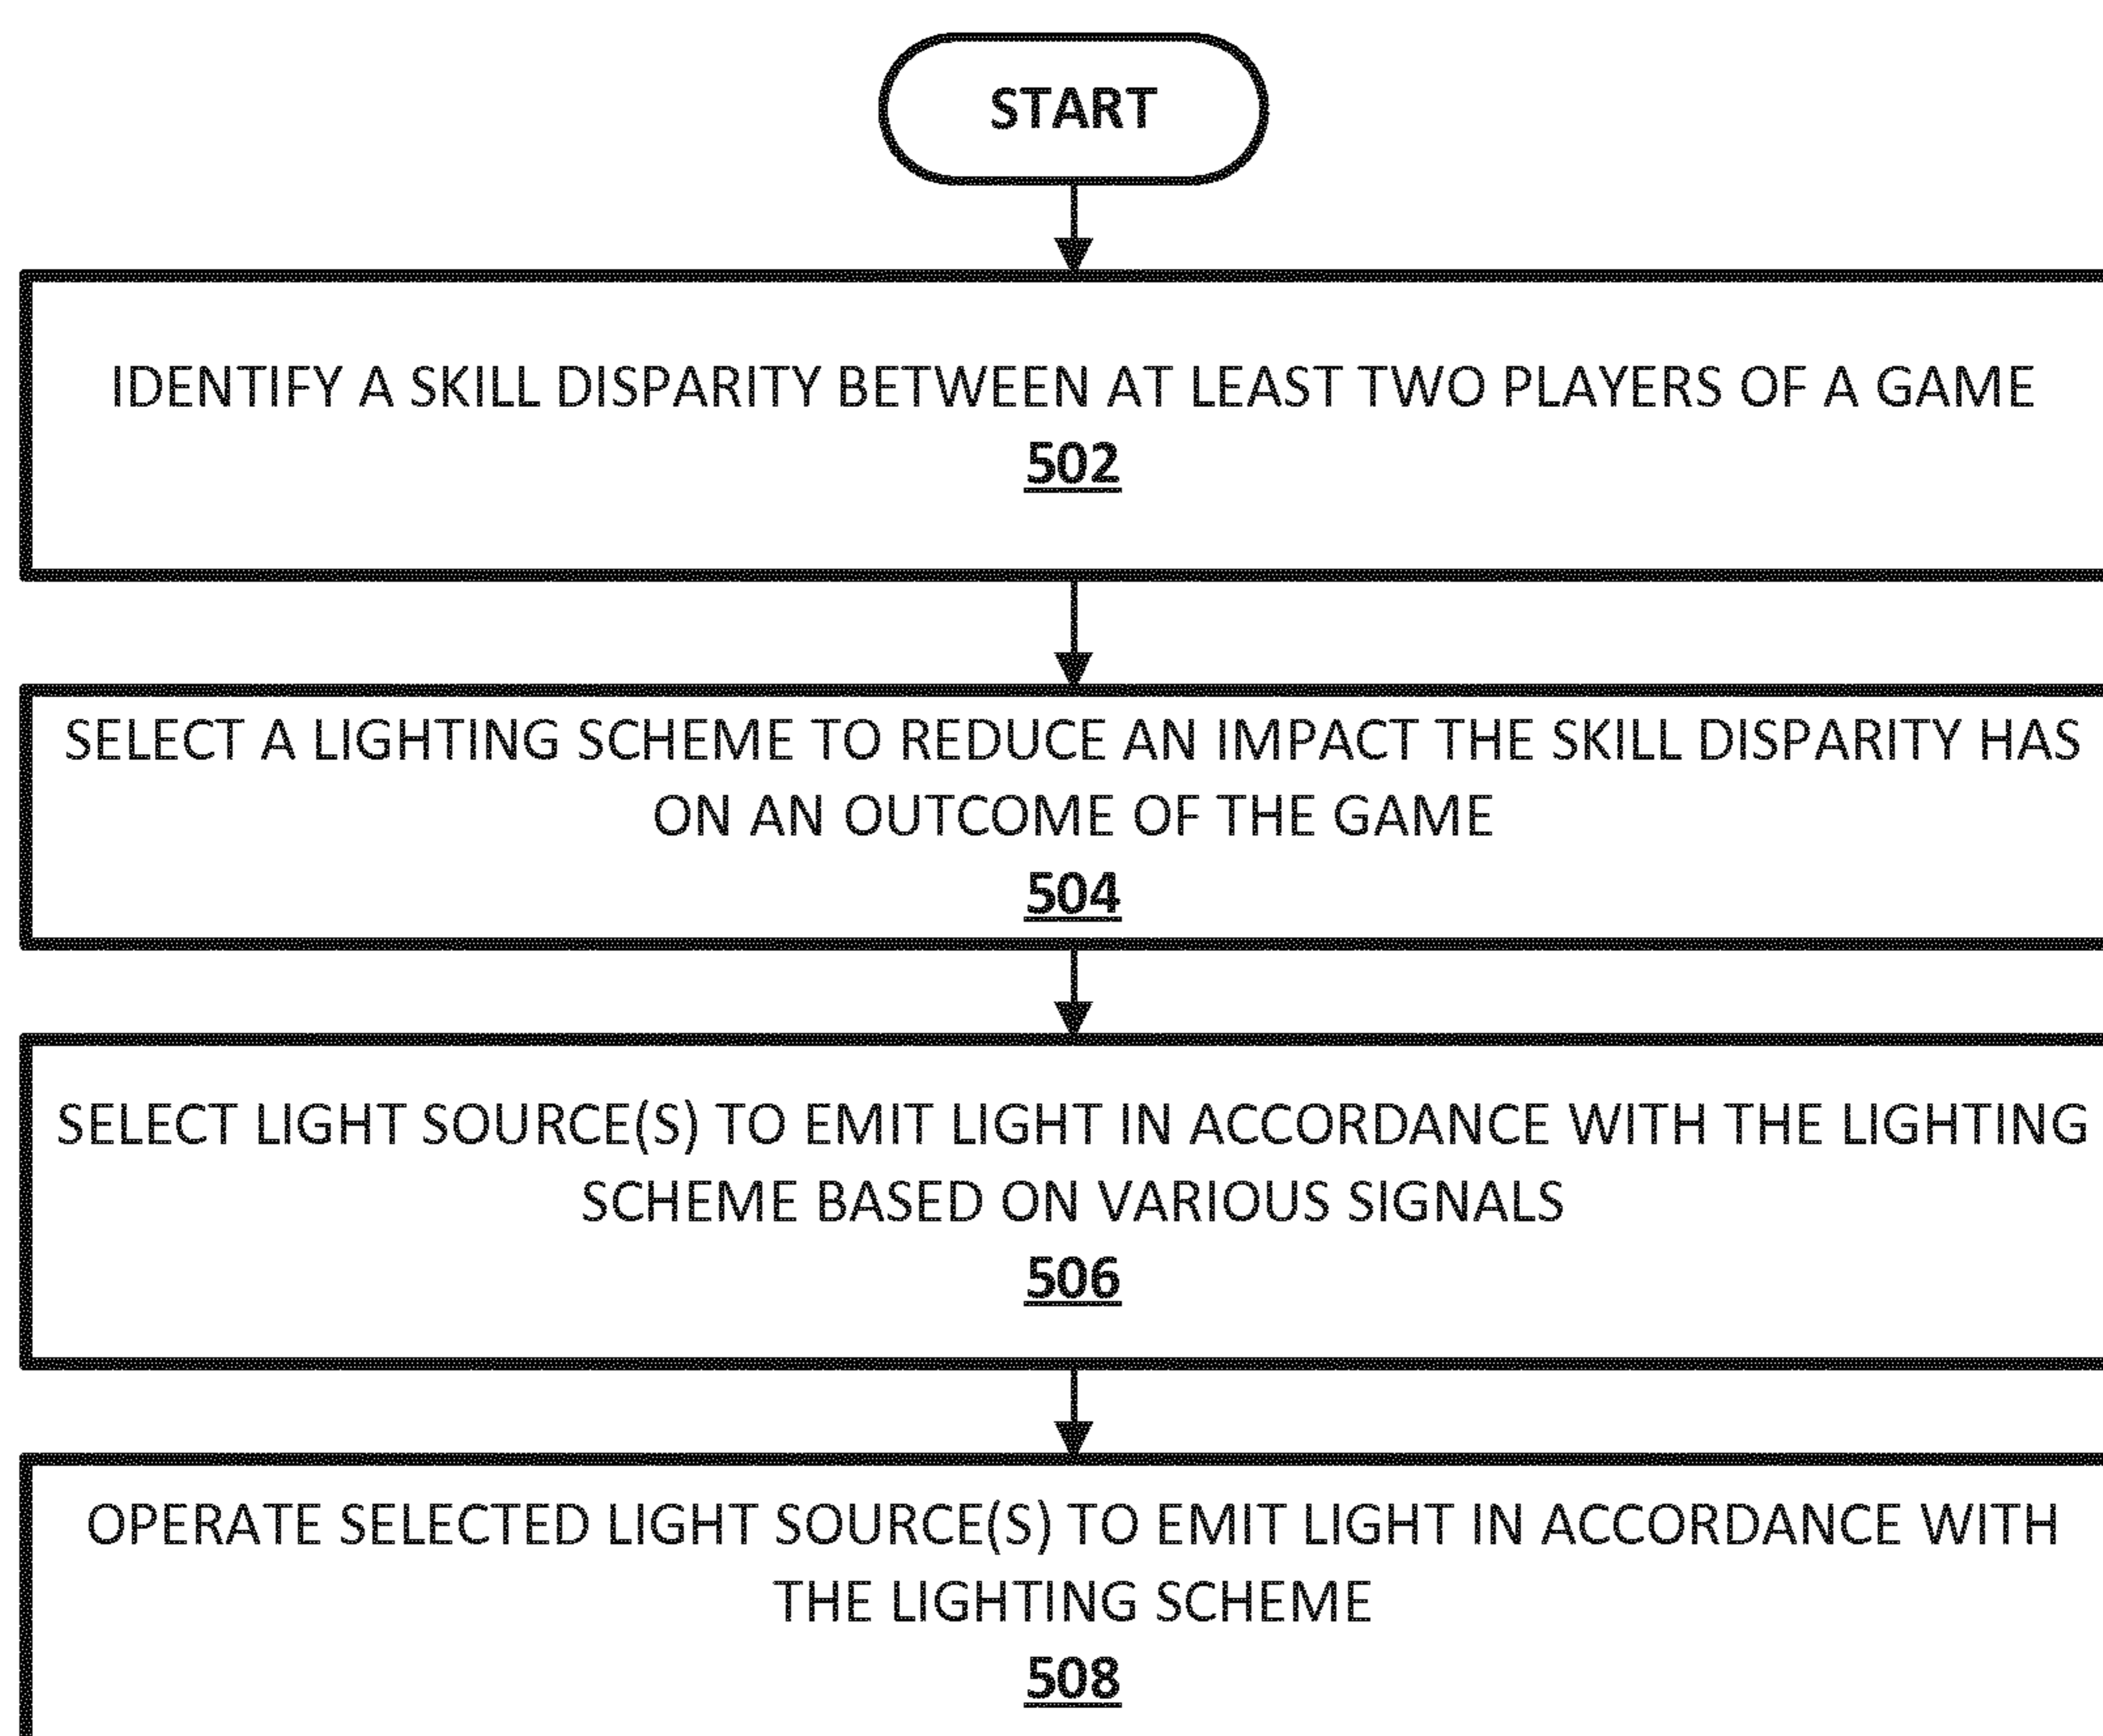 START
IDENTIFY A SKILL DISPARITY BETWEEN AT LEAST TWO PLAYERS OF A GAME
502
SELECT A LIGHTING SCHEME TO REDUCE AN IMPACT THE SKILL DISPARITY HAS
ON AN OUTCOME OF THE GAME
504
SELECT LIGHT SOURCE(S) TO EMIT LIGHT IN ACCORDANCE WITH THE LIGHTING
SCHEME BASED ON VARIOUS SIGNALS
506
OPERATE SELECTED LIGHT SOURCE(S) TO EMIT LIGHT IN ACCORDANCE WITH
THE LIGHTING SCHEME
508